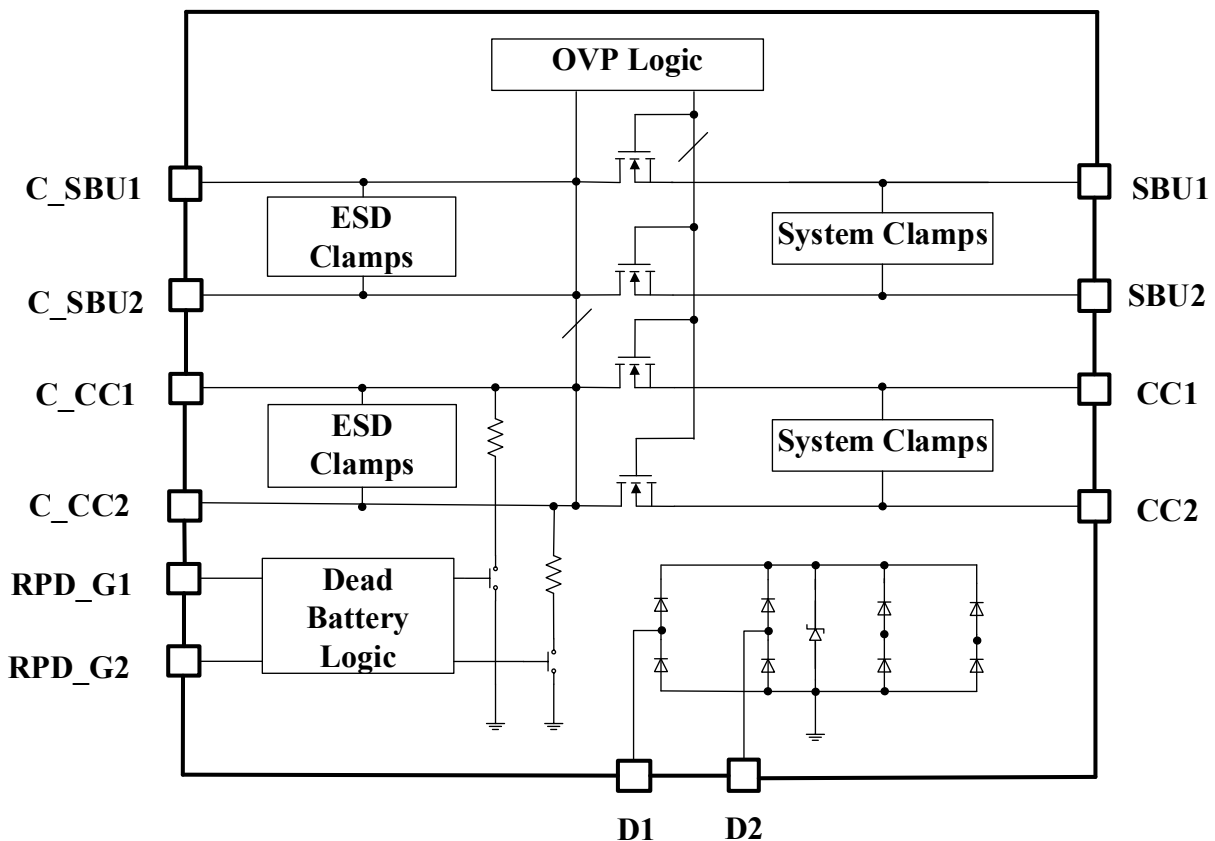 OVP Logic
C_SBU1
ESD
Clamps
System Clamps
SBU1
C_SBU2
SBU2
C_CC1
ESD
Clamps
System Clamps
CC1
C_CC2
CC2
RPD_G1
Dead
Battery
Logic
RPD_G2
D1
D2